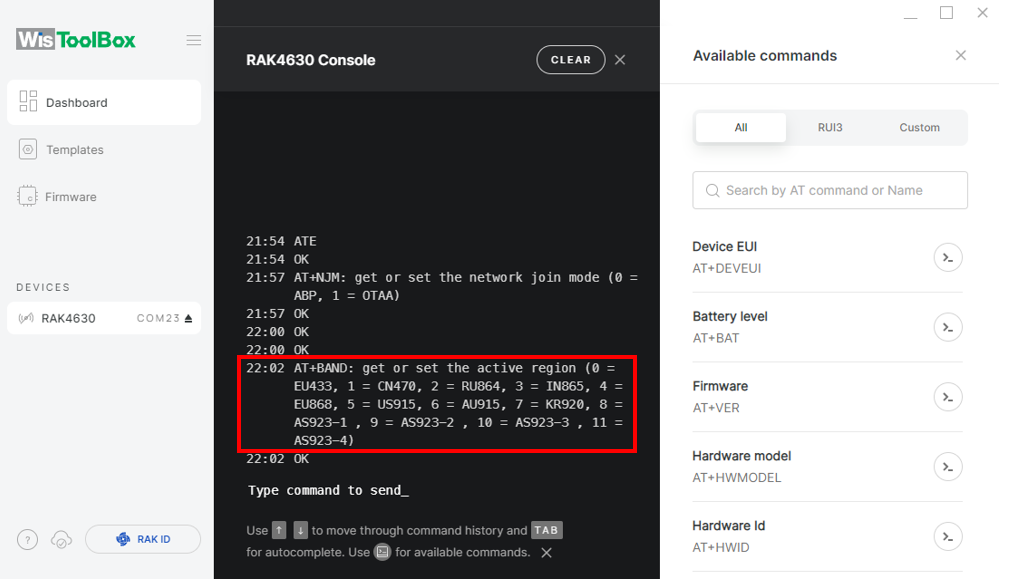 WisToolBox
Dashboard
Templates
Firmware
DEVICES
RAK4630 COM23
? RAK ID
RAK4630 Console CLEAR
21:54 ATE
21:54 OK
21:57 AT+NJM: get or set the network join mode (0 =
ABP, 1 = OTAA)
21:57 OK
22:00 OK
22:00 OK
22:02 AT+BAND: get or set the active region (0 =
EU433, 1 = CN470, 2 = RU864, 3 = IN865, 4 =
EU868, 5 = US915, 6 = AU915, 7 = KR920, 8 =
AS923-1 , 9 = AS923-2 , 10 = AS923-3 , 11 =
AS923-4)
22:02 OK
Type command to send_
Use ↑ ↓ to move through command history and TAB
for autocomplete. Use for available commands.
Available commands
All RUI3 Custom
Search by AT command or Name
Device EUI
AT+DEVEUI
Battery level
AT+BAT
Firmware
AT+VER
Hardware model
AT+HWMODEL
Hardware Id
AT+HWID